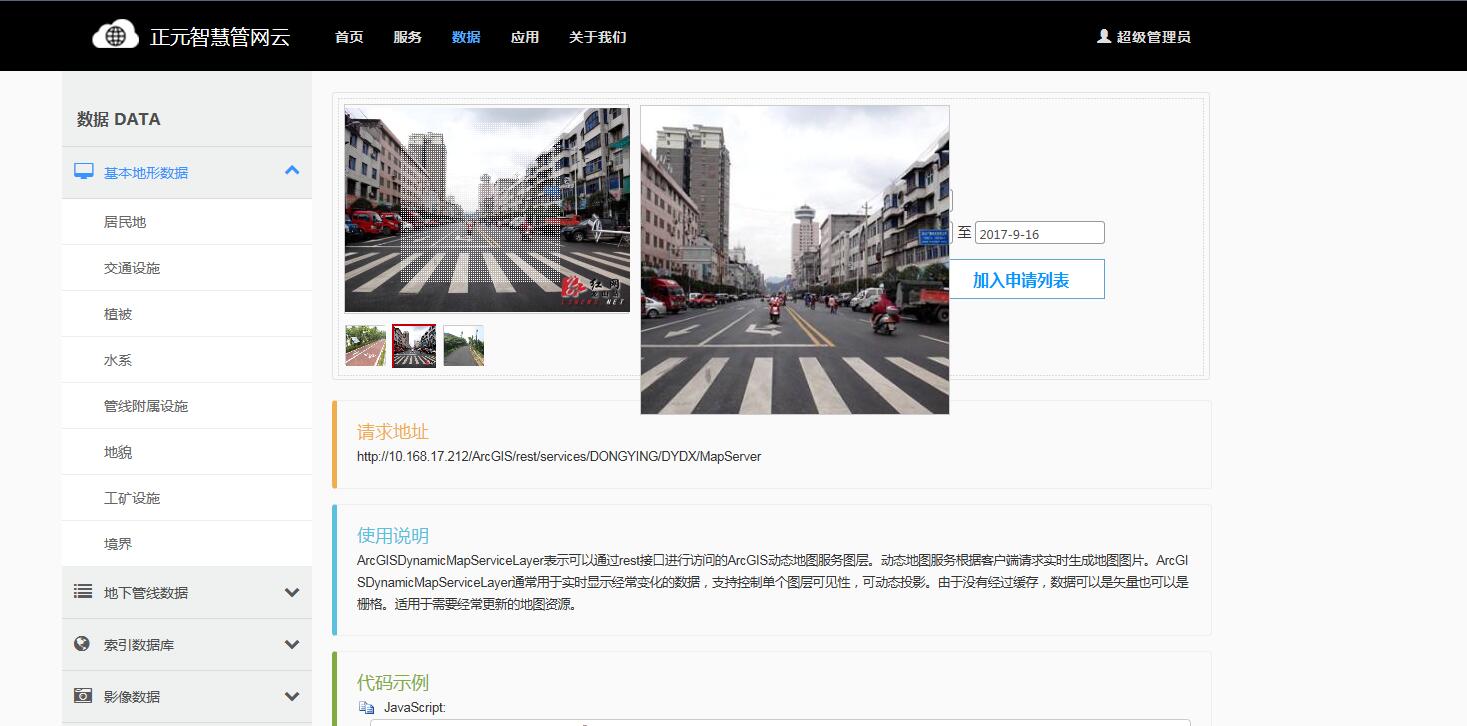 正元智慧管网云
首页 服务 数据 应用 关于我们
超级管理员
数据 DATA
基本地形数据
居民地
交通设施
植被
水系
管线附属设施
地貌
工矿设施
境界
地下管线数据
索引数据库
影像数据
红网
至 2017-9-16
加入申请列表
请求地址
http://10.168.17.212/ArcGIS/rest/services/DONGYING/DYDX/MapServer
使用说明
ArcGISDynamicMapServiceLayer表示可以通过rest接口进行访问的ArcGIS动态地图服务图层。动态地图服务根据客户端请求实时生成地图图片。ArcGI
SDynamicMapServiceLayer通常用于实时显示经常变化的数据，支持控制单个图层可见性，可动态投影。由于没有经过缓存，数据可以是矢量也可以是
栅格。适用于需要经常更新的地图资源。
代码示例
JavaScript: